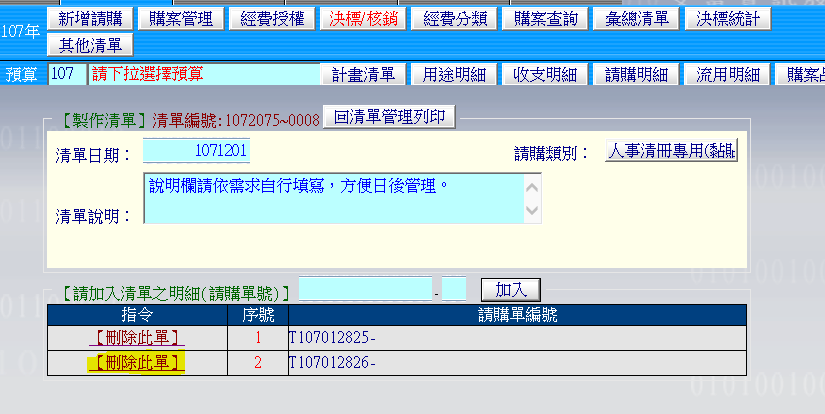 107年
新增請購 購案管理 經費授權 決標/核銷 經費分類 購案查詢 彙總清單 決標統計
其他清單
預算 107 請下拉選擇預算 計畫清單 用途明細 收支明細 請購明細 流用明細 購案
【製作清單】清單編號:1072075~0008 回清單管理列印
清單日期： 1071201 請購類別： 人事清冊專用(黏
清單說明： 說明欄請依需求自行填寫，方便日後管理。
【請加入清單之明細(請購單號)】 - 加入
指令 序號 請購單編號
【刪除此單】 1 T107012825-
【刪除此單】 2 T107012826-